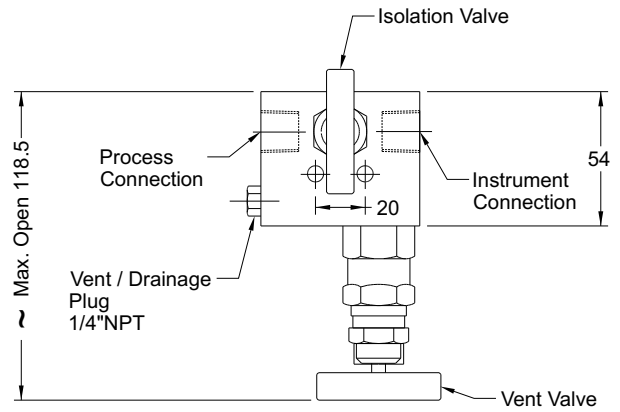 Isolation Valve
Process
Connection
Instrument
Connection
54
20
~ Max. Open 118.5
Vent / Drainage
Plug
1/4"NPT
Vent Valve